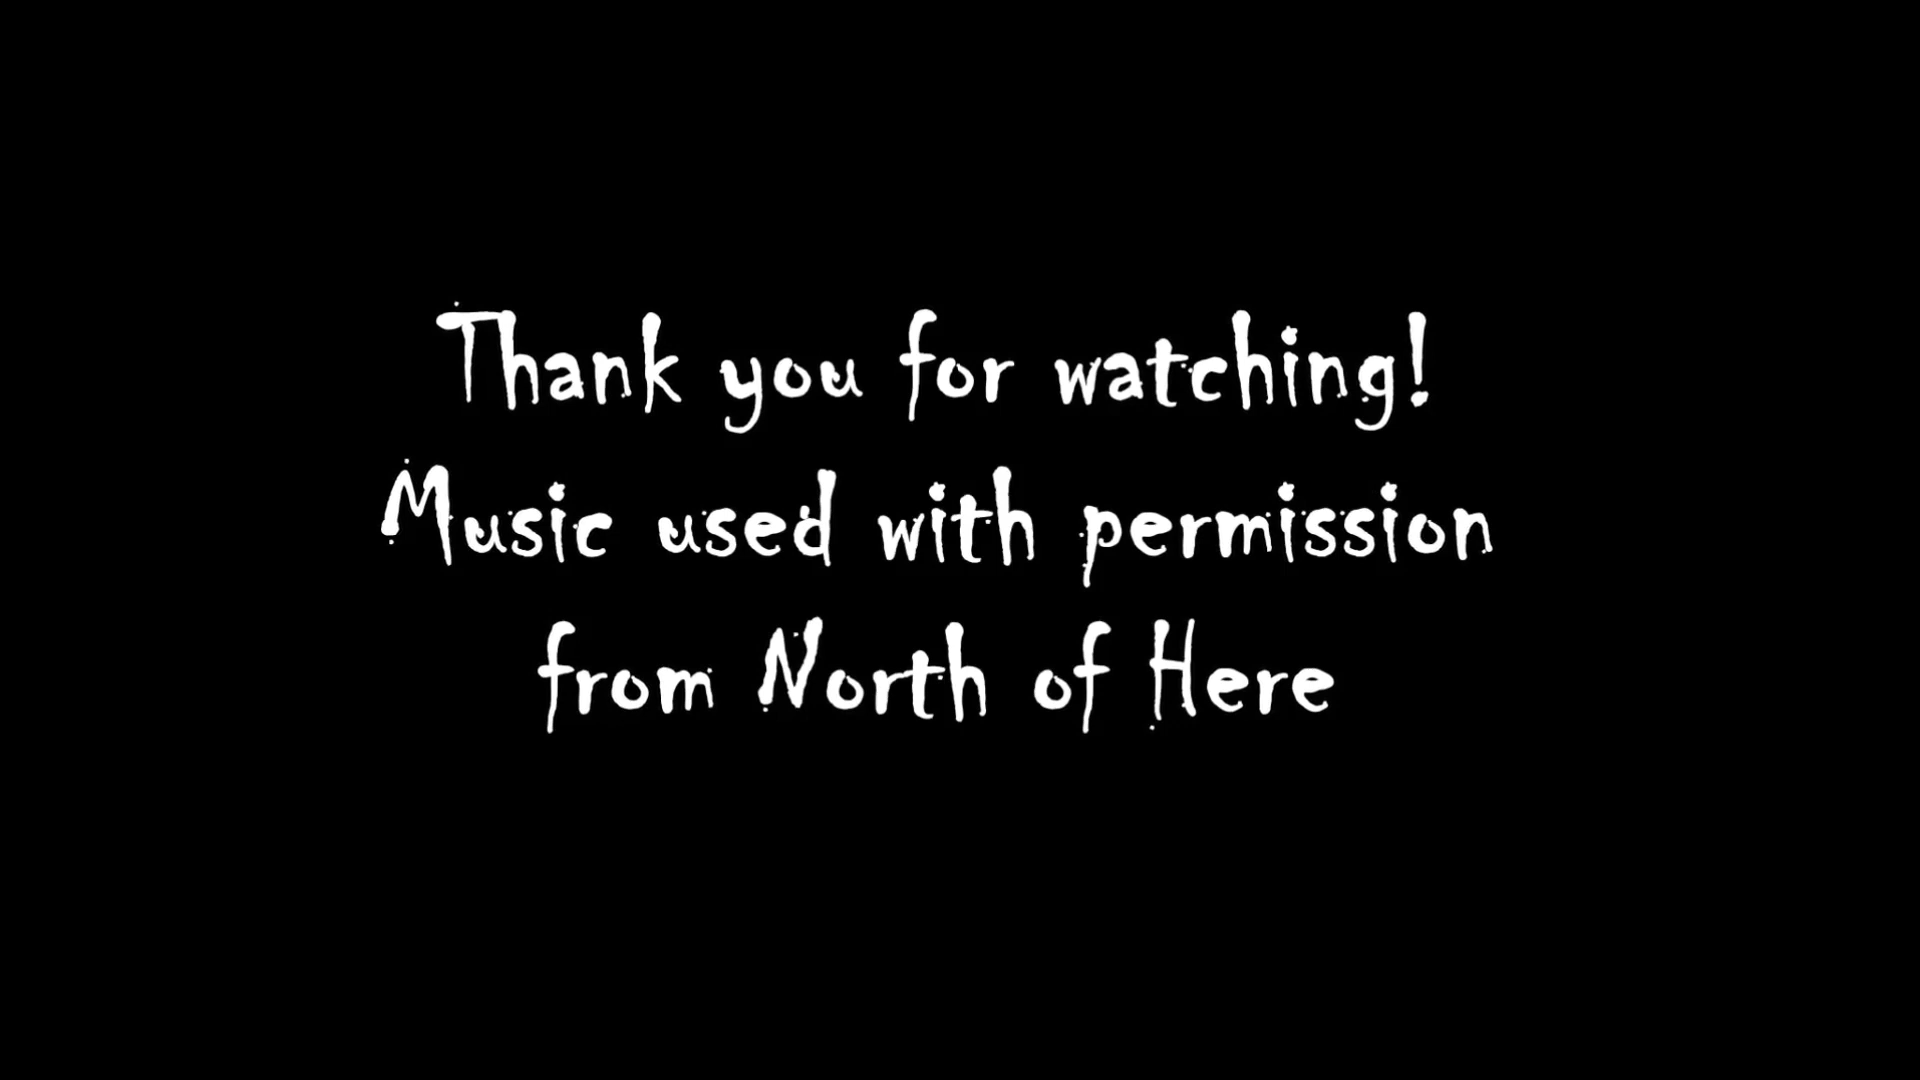 Thank you for watching!
Music used with permission
from North of Here